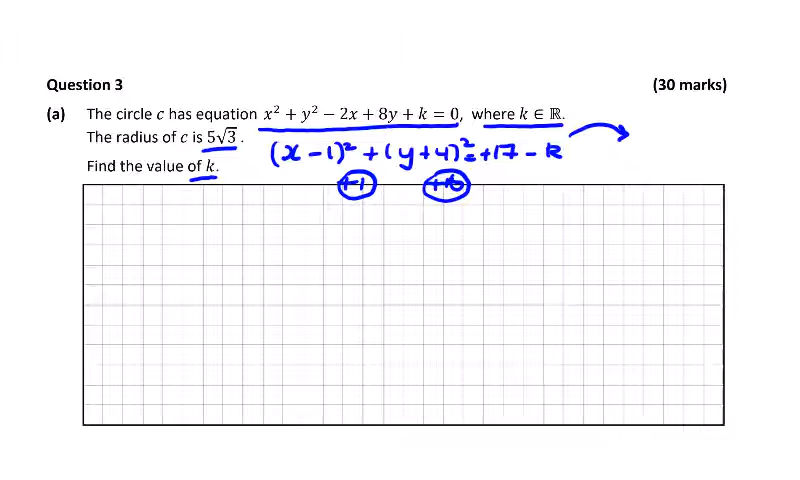 Question 3 (30 marks)
(a) The circle c has equation x² + y² − 2x + 8y + k = 0, where k ∈ ℝ.
The radius of c is 5√3 .
(x − 1)² + (y + 4)² = +17 − k
Find the value of k.
+1 +16